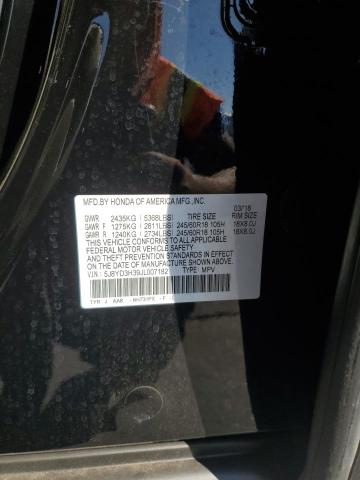 MFD.BY HONDA OF AMERICA MFG.,INC. 03/18
GVWR 2435KG ( 5368LBS) TIRE SIZE RIM SIZE
GAWR F 1275KG ( 2811LBS) 245/60R18 105H 18X8.0J
GAWR R 1240KG ( 2734LBS) 245/60R18 105H 18X8.0J
THIS VEHICLE CONFORMS TO ALL APPLICABLE
FEDERAL MOTOR VEHICLE SAFETY
AND THEFT PREVENTION STANDARDS IN EFFECT ON
THE DATE OF MANUFACTURE SHOWN ABOVE.
V.I.N: 5J8YD3H39JL007182 TYPE: MPV
TYR J AA8